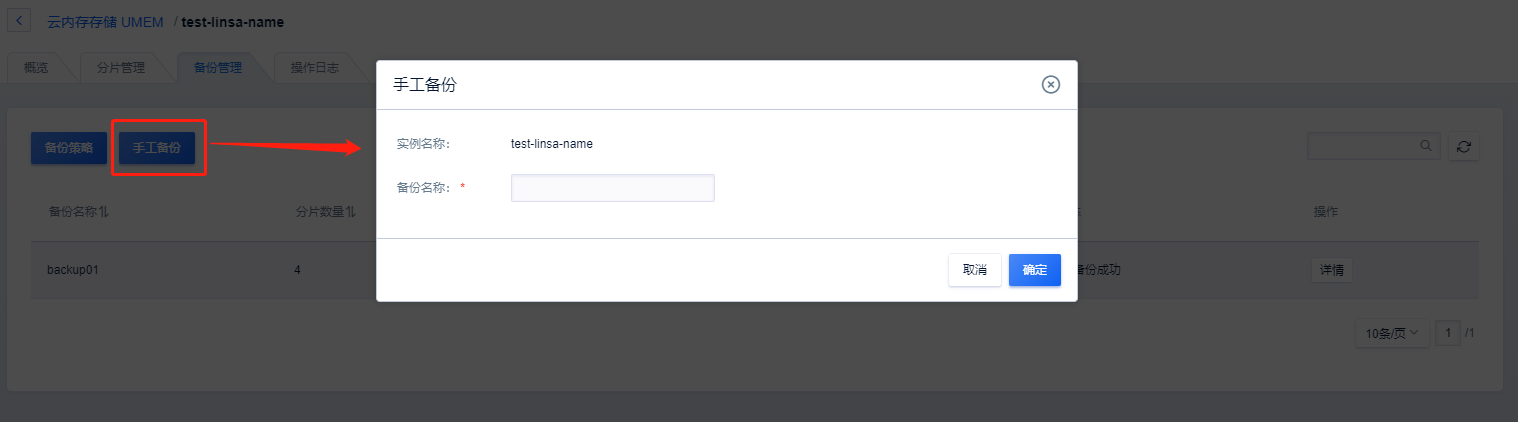 云内存存储 UMEM / test-linsa-name
概览 分片管理 备份管理 操作日志
手工备份
备份策略 手工备份
实例名称: test-linsa-name
备份名称: *
备份名称 分片数量 操作
backup01 4 备份成功 详情
取消 确定
10条/页 1 /1